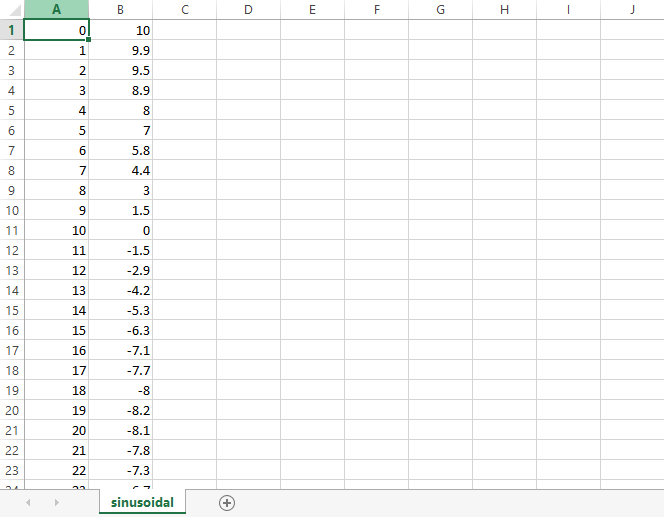 A B C D E F G H I J
1 0 10
2 1 9.9
3 2 9.5
4 3 8.9
5 4 8
6 5 7
7 6 5.8
8 7 4.4
9 8 3
10 9 1.5
11 10 0
12 11 -1.5
13 12 -2.9
14 13 -4.2
15 14 -5.3
16 15 -6.3
17 16 -7.1
18 17 -7.7
19 18 -8
20 19 -8.2
21 20 -8.1
22 21 -7.8
23 22 -7.3
sinusoidal